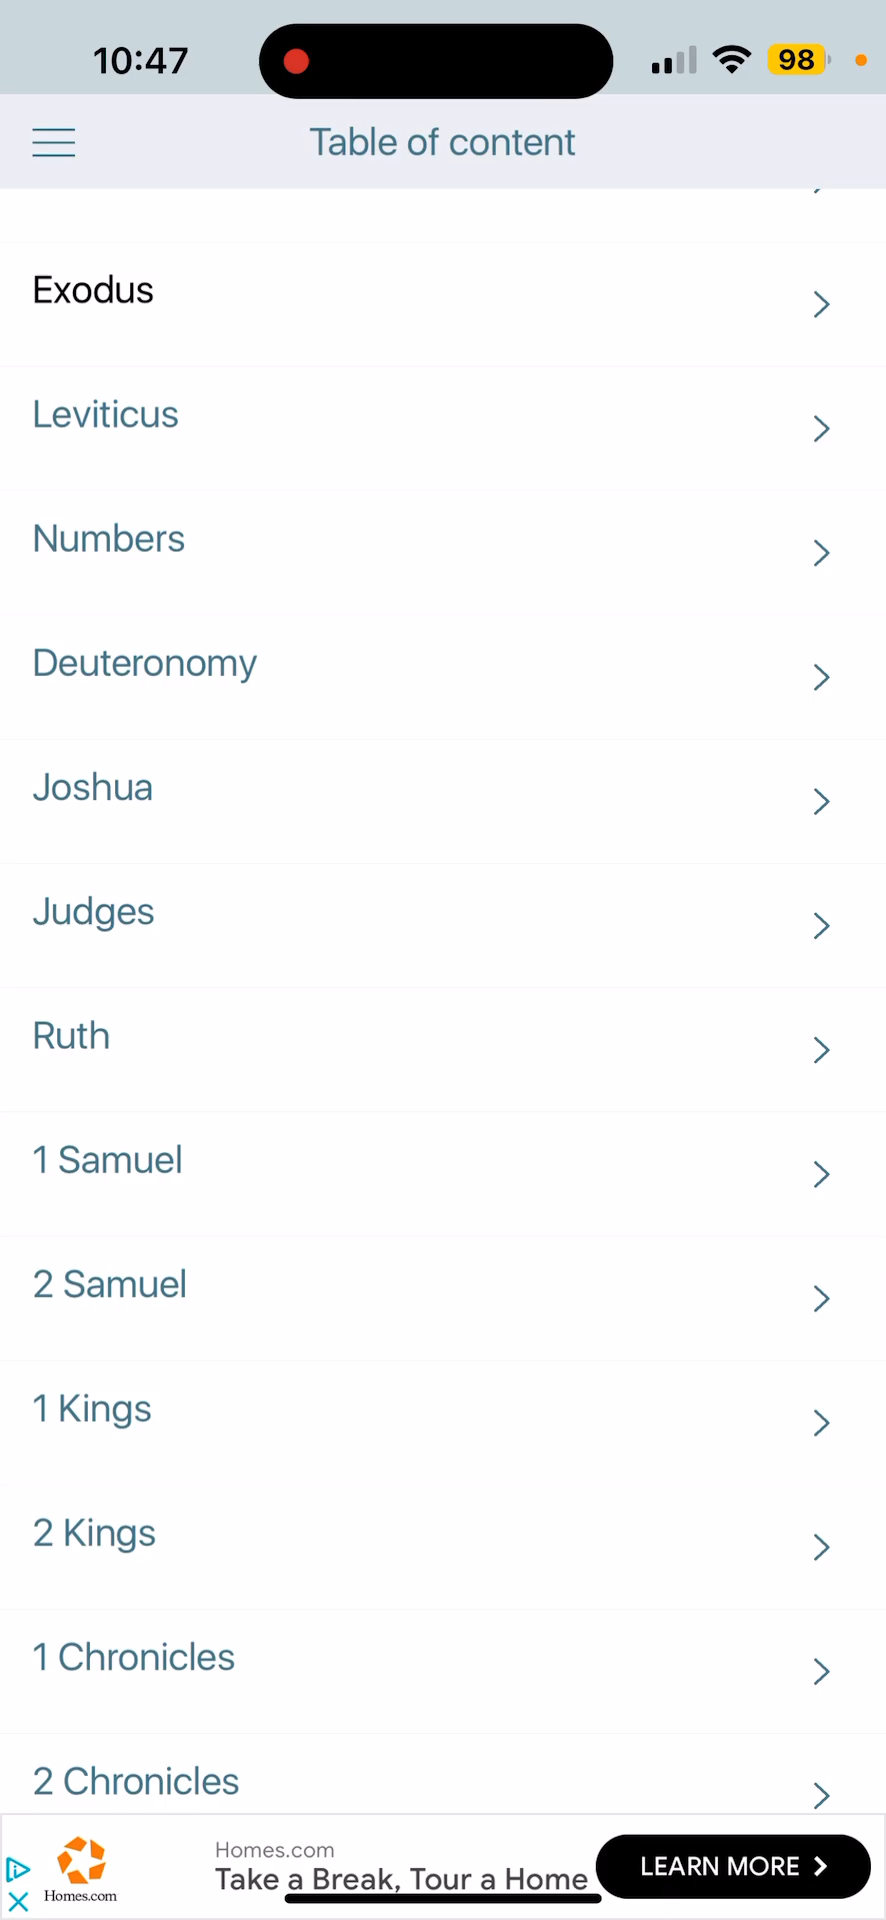 10:47
98
Table of content
Exodus
Leviticus
Numbers
Deuteronomy
Joshua
Judges
Ruth
1 Samuel
2 Samuel
1 Kings
2 Kings
1 Chronicles
2 Chronicles
Homes.com
Homes.com
Take a Break, Tour a Home
LEARN MORE